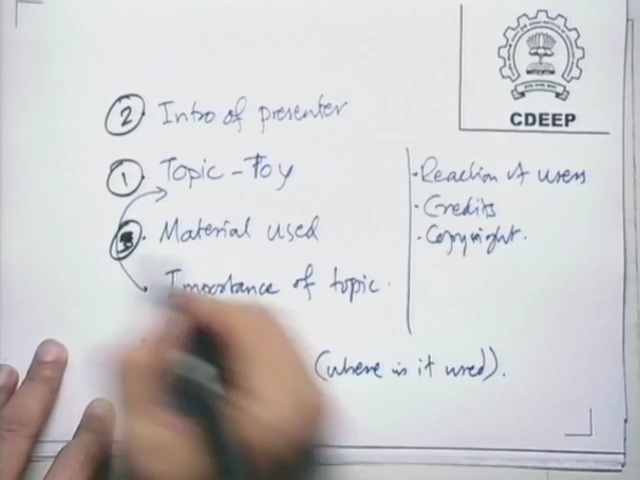 CDEEP
② Intro of presenter
① Topic - Toy
③. Material used
Importance of topic.
(where is it used).
· Reaction of users
· Credits
· Copyright.